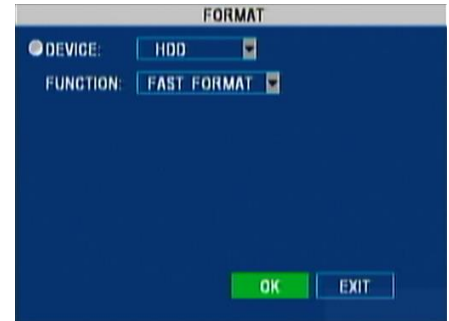 FORMAT
DEVICE: HDD
FUNCTION: FAST FORMAT
OK EXIT